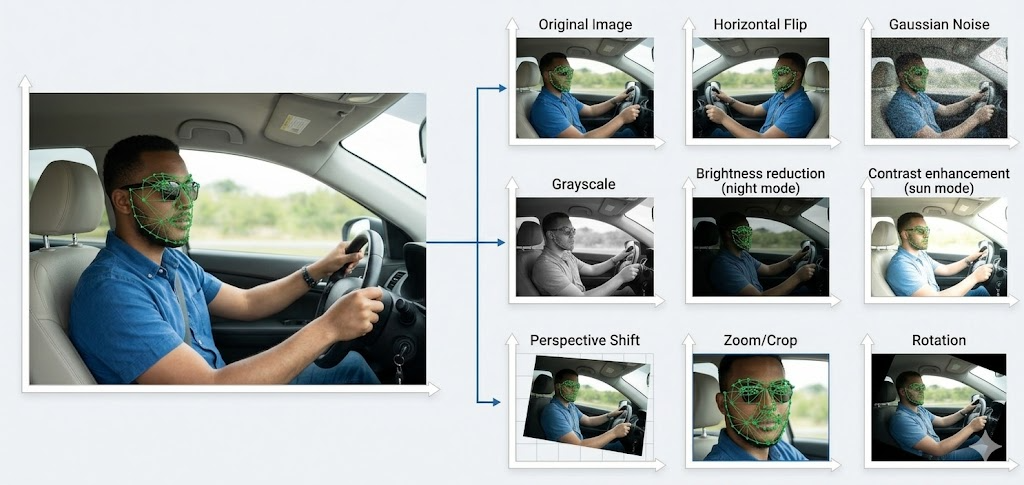 Original Image
Horizontal Flip
Gaussian Noise
Grayscale
Brightness reduction
(night mode)
Contrast enhancement
(sun mode)
Perspective Shift
Zoom/Crop
Rotation